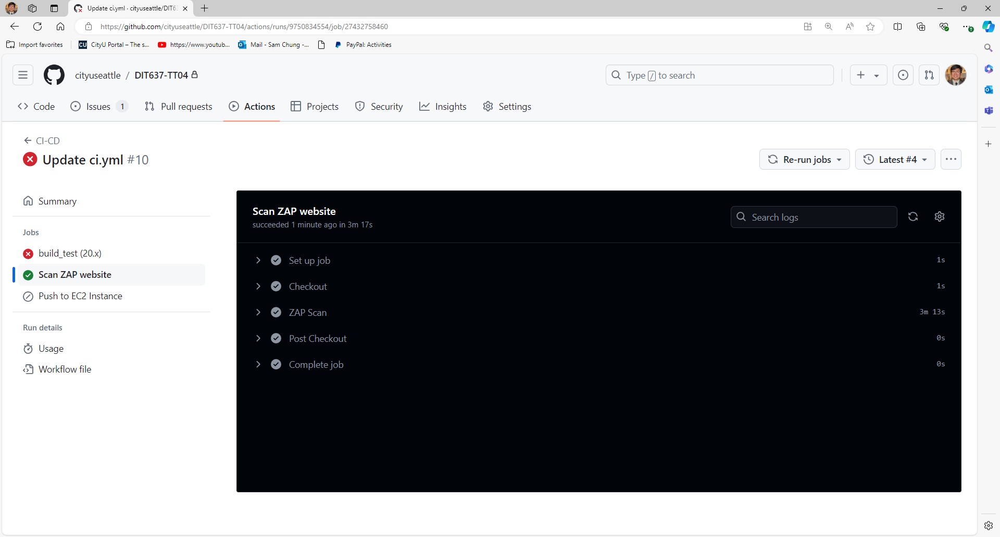 Update ci.yml · cityuseattle/DIT63
https://github.com/cityuseattle/DIT637-TT04/actions/runs/9750834554/job/27432758460
Import favorites
CU CityU Portal – The s...
https://www.youtub...
Mail - Sam Chung -...
PayPal: Activities
cityuseattle / DIT637-TT04
Type / to search
Code
Issues 1
Pull requests
Actions
Projects
Security
Insights
Settings
CI-CD
Update ci.yml #10
Re-run jobs
Latest #4
Summary
Jobs
build_test (20.x)
Scan ZAP website
Push to EC2 Instance
Run details
Usage
Workflow file
Scan ZAP website
succeeded 1 minute ago in 3m 17s
Search logs
Set up job 1s
Checkout 1s
ZAP Scan 3m 13s
Post Checkout 0s
Complete job 0s